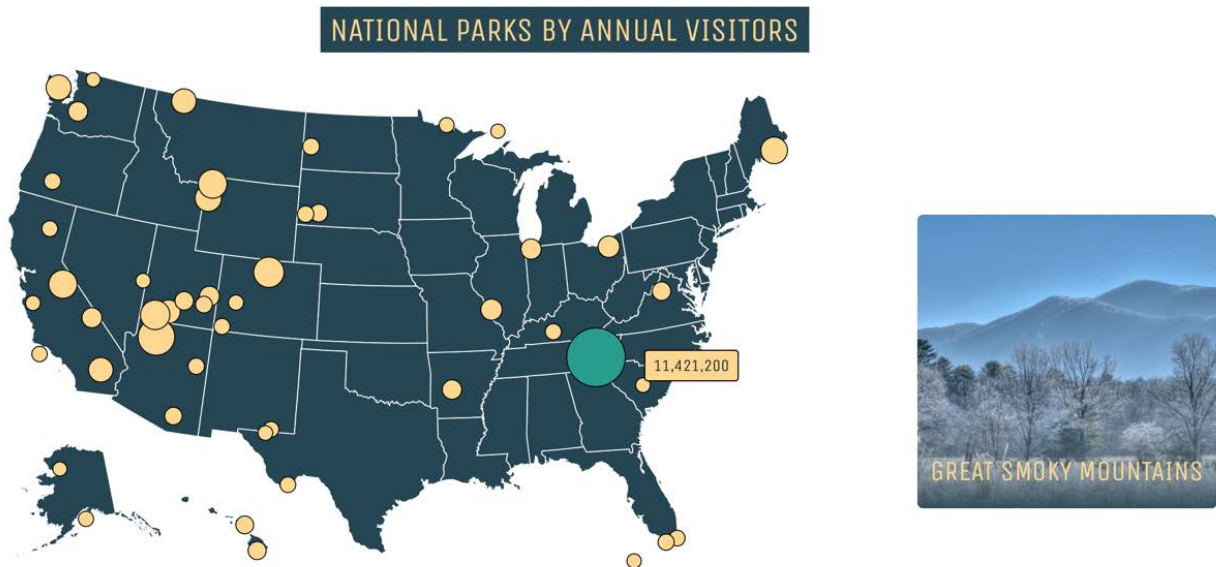 NATIONAL PARKS BY ANNUAL VISITORS
11,421,200
GREAT SMOKY MOUNTAINS